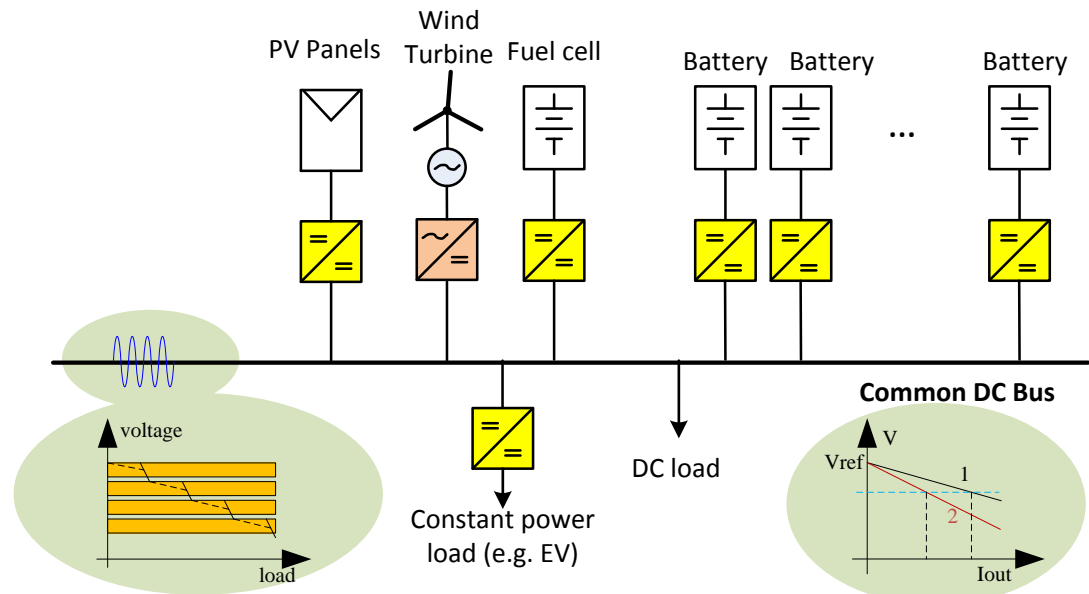 PV Panels
Wind
Turbine
Fuel cell
Battery
Battery
...
Battery
Common DC Bus
voltage
load
Constant power
load (e.g. EV)
DC load
V
Vref
1
2
Iout